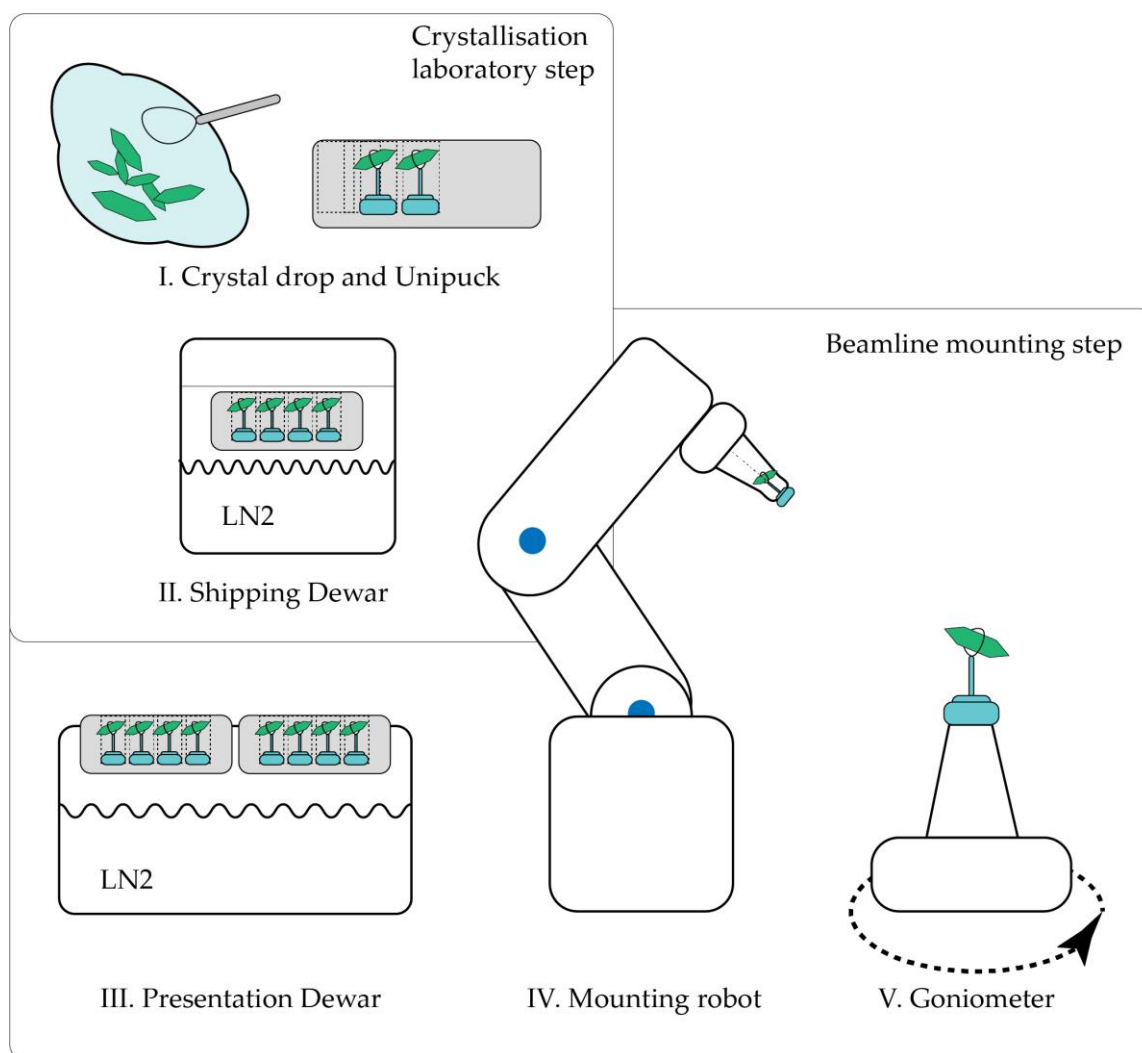 Crystallisation
laboratory step
I. Crystal drop and Unipuck
Beamline mounting step
LN2
II. Shipping Dewar
LN2
III. Presentation Dewar
IV. Mounting robot
V. Goniometer